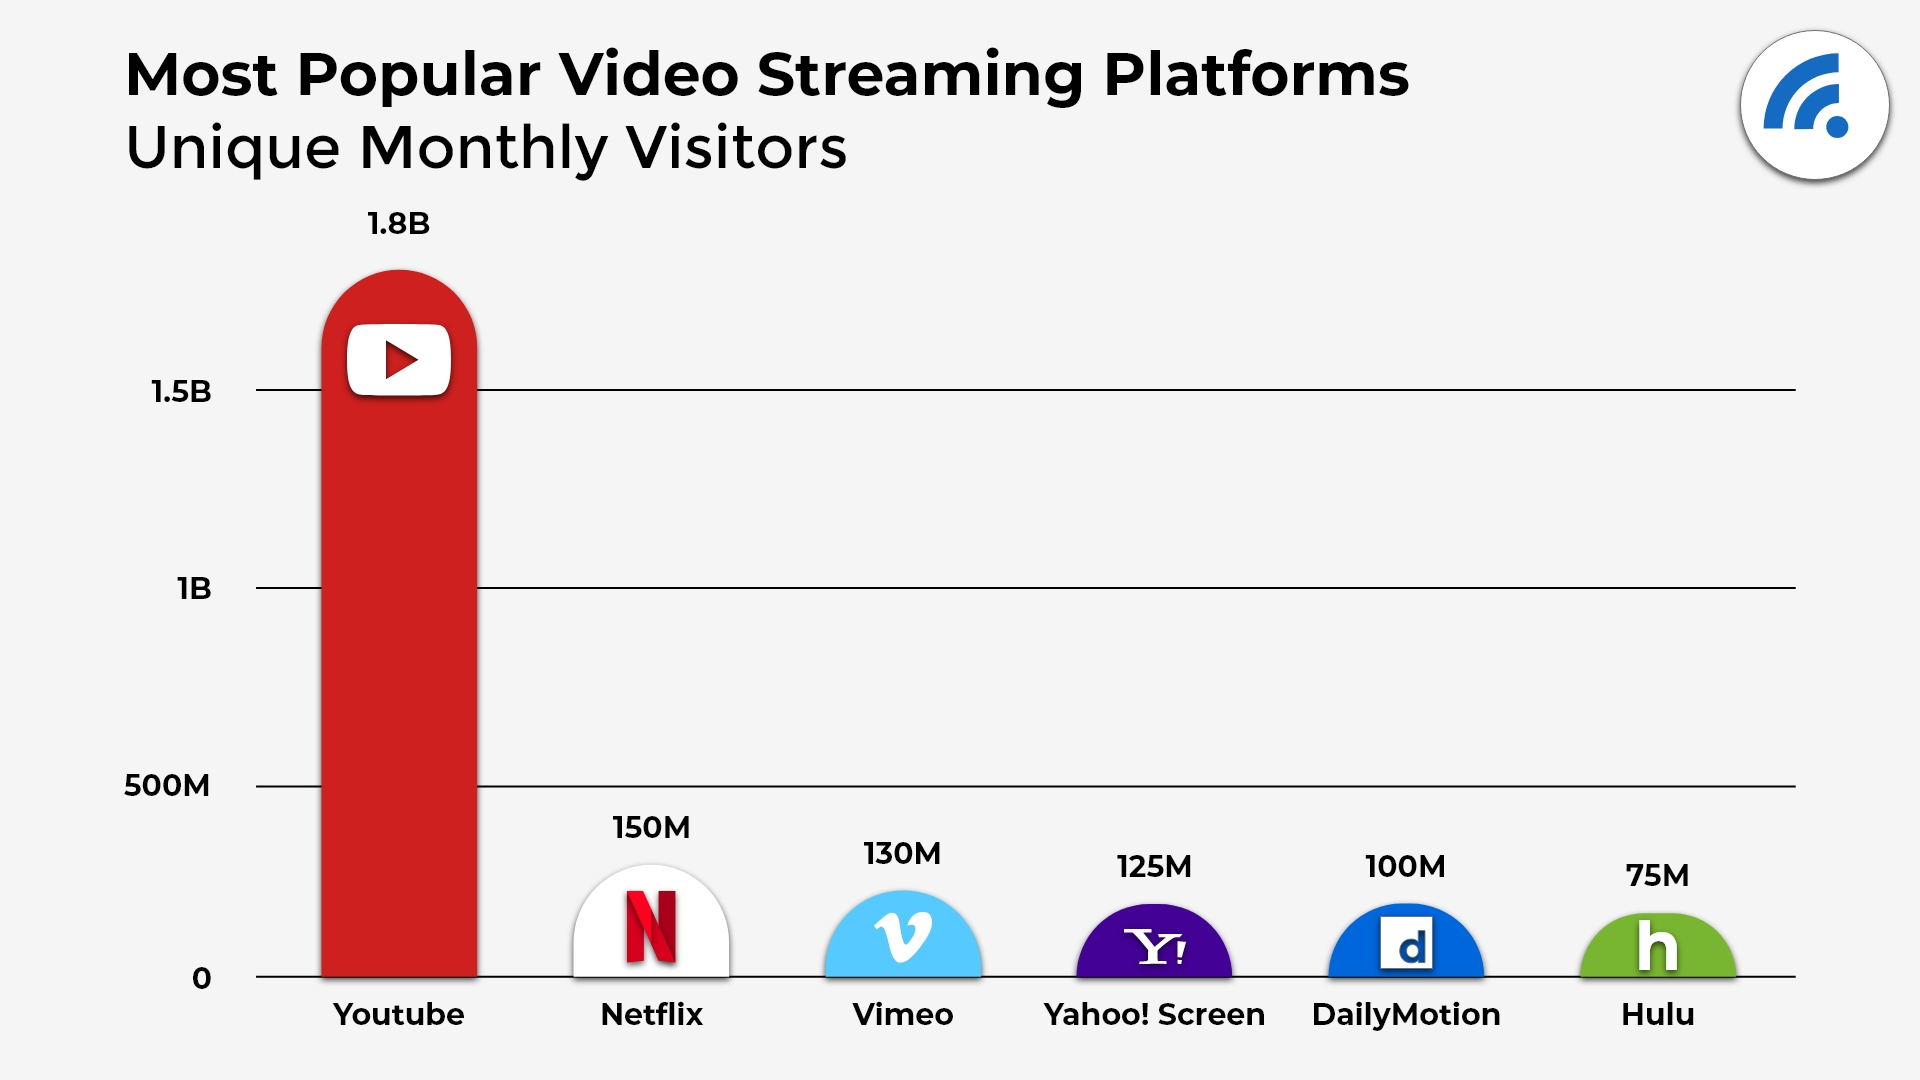 Most Popular Video Streaming Platforms
Unique Monthly Visitors
1.8B
1.5B
1B
500M
150M
130M
125M
100M
75M
Y!
d
h
N
v
0
Youtube
Netflix
Vimeo
Yahoo! Screen
DailyMotion
Hulu